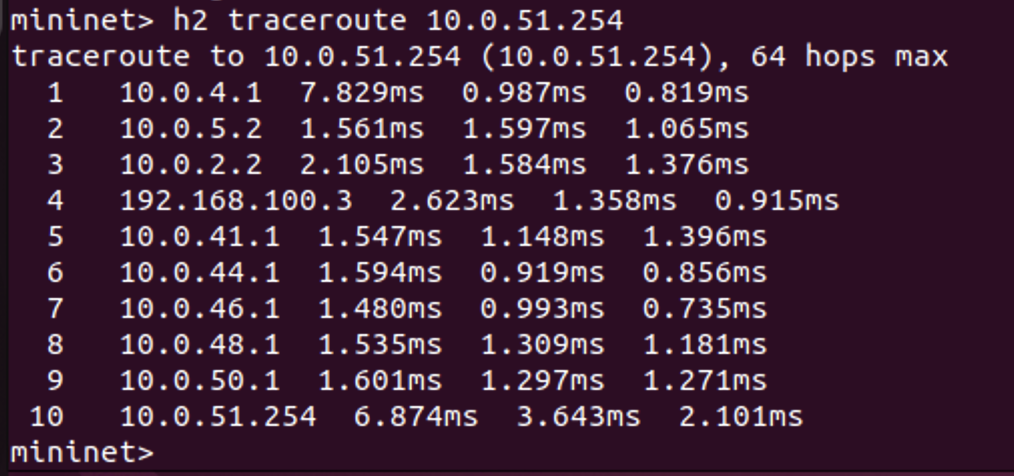 mininet> h2 traceroute 10.0.51.254
traceroute to 10.0.51.254 (10.0.51.254), 64 hops max
1 10.0.4.1 7.829ms 0.987ms 0.819ms
2 10.0.5.2 1.561ms 1.597ms 1.065ms
3 10.0.2.2 2.105ms 1.584ms 1.376ms
4 192.168.100.3 2.623ms 1.358ms 0.915ms
5 10.0.41.1 1.547ms 1.148ms 1.396ms
6 10.0.44.1 1.594ms 0.919ms 0.856ms
7 10.0.46.1 1.480ms 0.993ms 0.735ms
8 10.0.48.1 1.535ms 1.309ms 1.181ms
9 10.0.50.1 1.601ms 1.297ms 1.271ms
10 10.0.51.254 6.874ms 3.643ms 2.101ms
mininet>